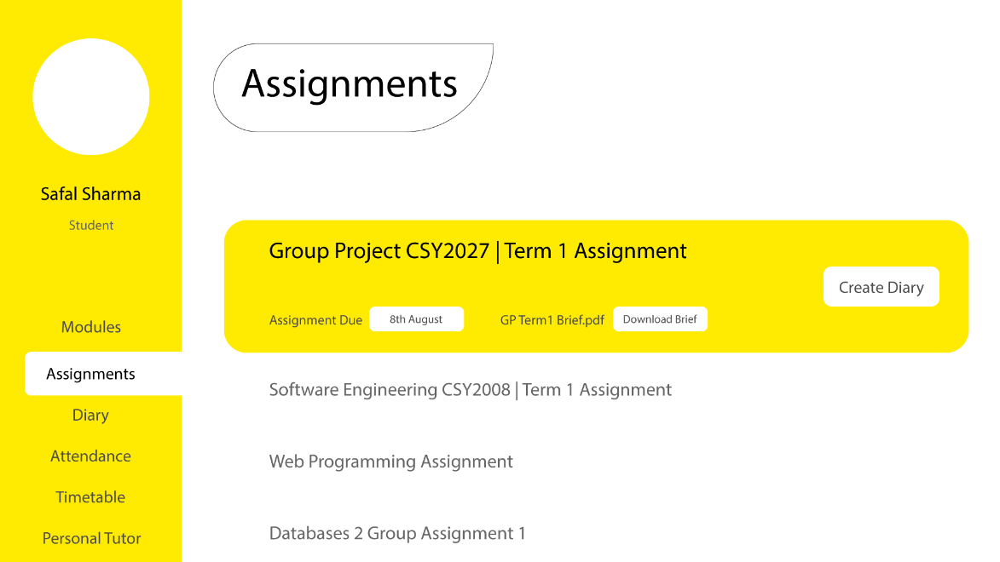 Safal Sharma
Student
Modules
Assignments
Diary
Attendance
Timetable
Personal Tutor
Assignments
Group Project CSY2027 | Term 1 Assignment
Create Diary
Assignment Due 8th August GP Term1 Brief.pdf Download Brief
Software Engineering CSY2008 | Term 1 Assignment
Web Programming Assignment
Databases 2 Group Assignment 1